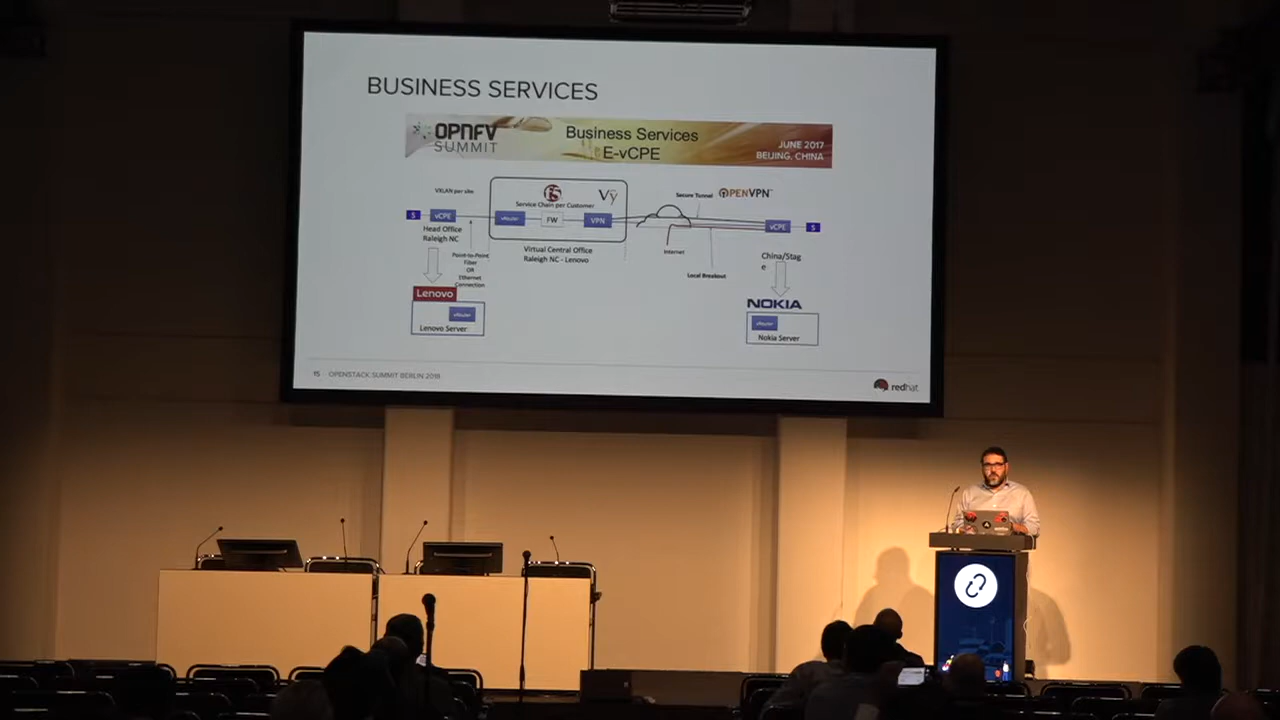 BUSINESS SERVICES
OPNFV
SUMMIT
Business Services
E-vCPE
JUNE 2017
BEIJING, CHINA
VXLAN per site
F5
Vȳ
Service Chain per Customer
Secure Tunnel
OPENVPN
S
vCPE
vRouter
FW
VPN
vCPE
S
Head Office
Raleigh NC
Point-to-Point
Fiber
OR
Ethernet
Connection
Virtual Central Office
Raleigh NC - Lenovo
Internet
Local Breakout
China/Stag
e
Lenovo
vRouter
Lenovo Server
NOKIA
vRouter
Nokia Server
15 OPENSTACK SUMMIT BERLIN 2018
redhat